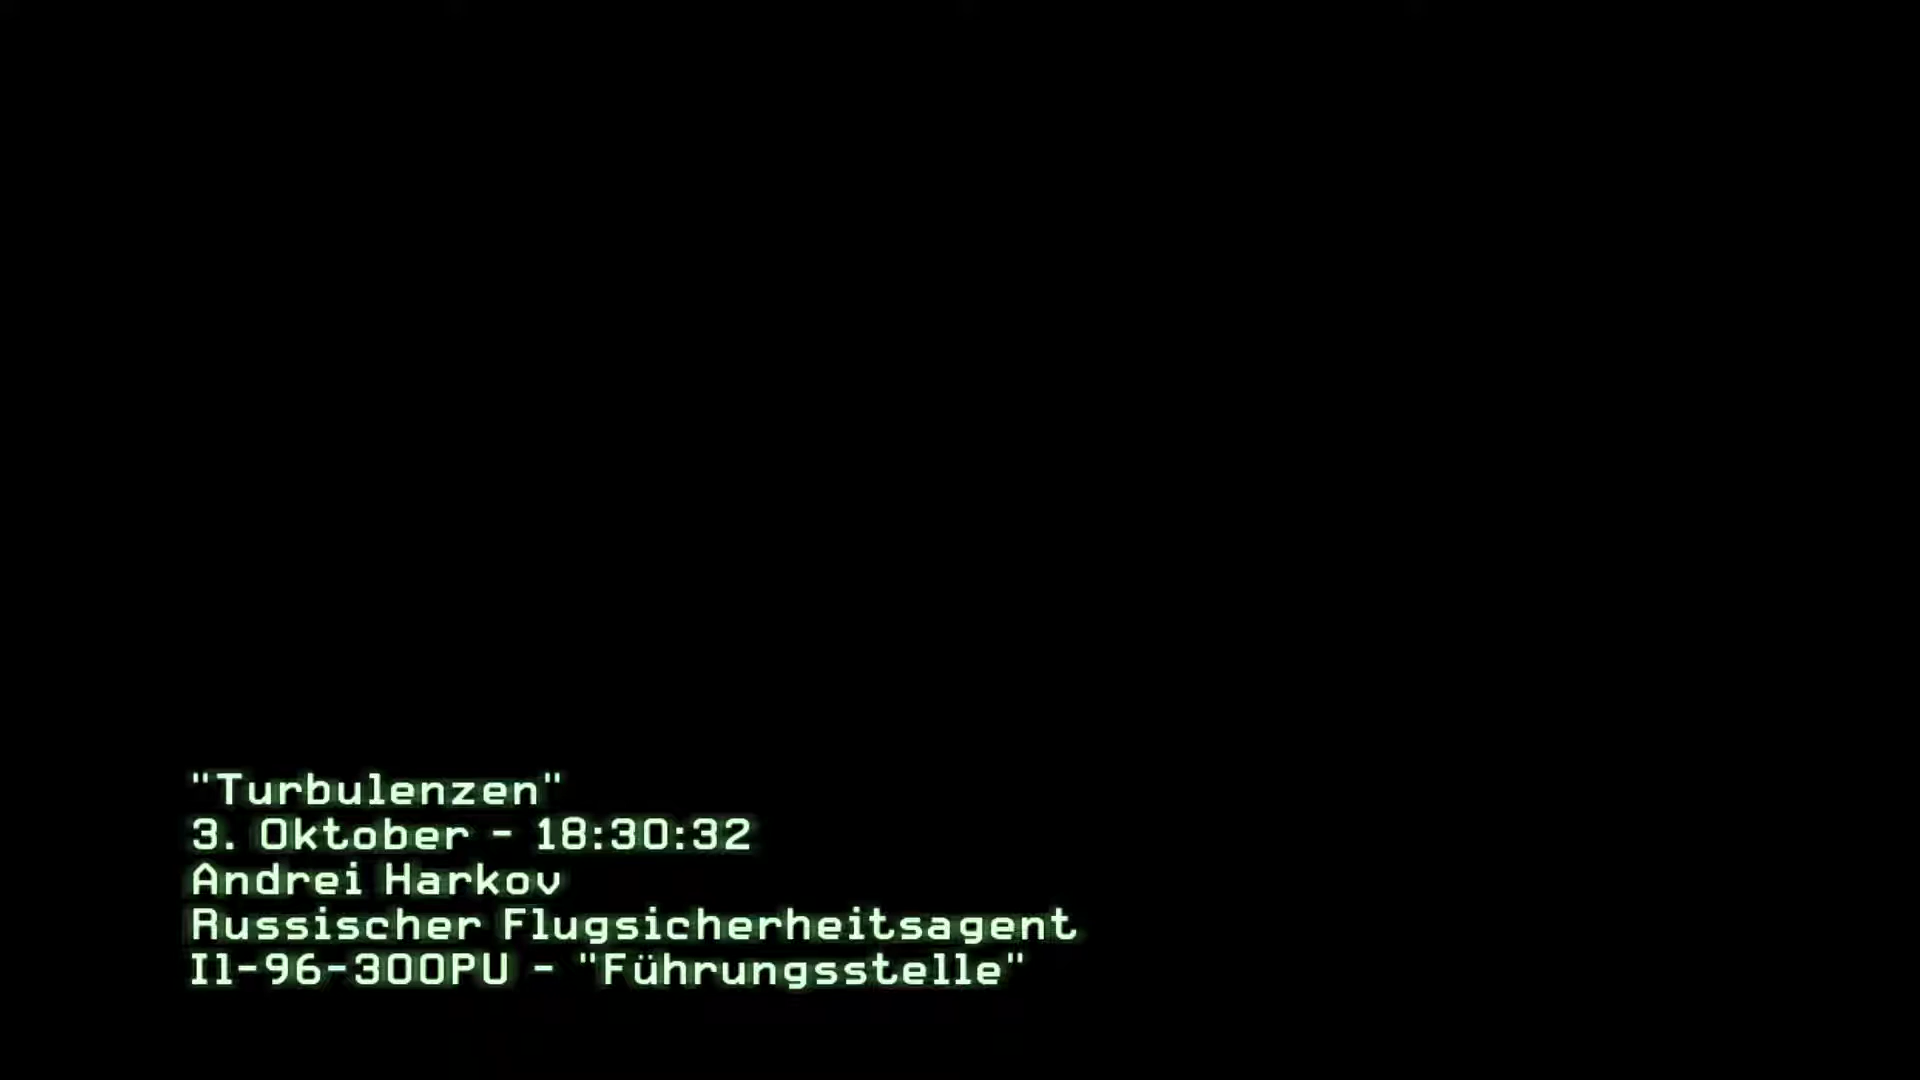 "Turbulenzen"
3. Oktober - 18:30:32
Andrei Harkov
Russischer Flugsicherheitsagent
Il-96-300PU - "Führungsstelle"